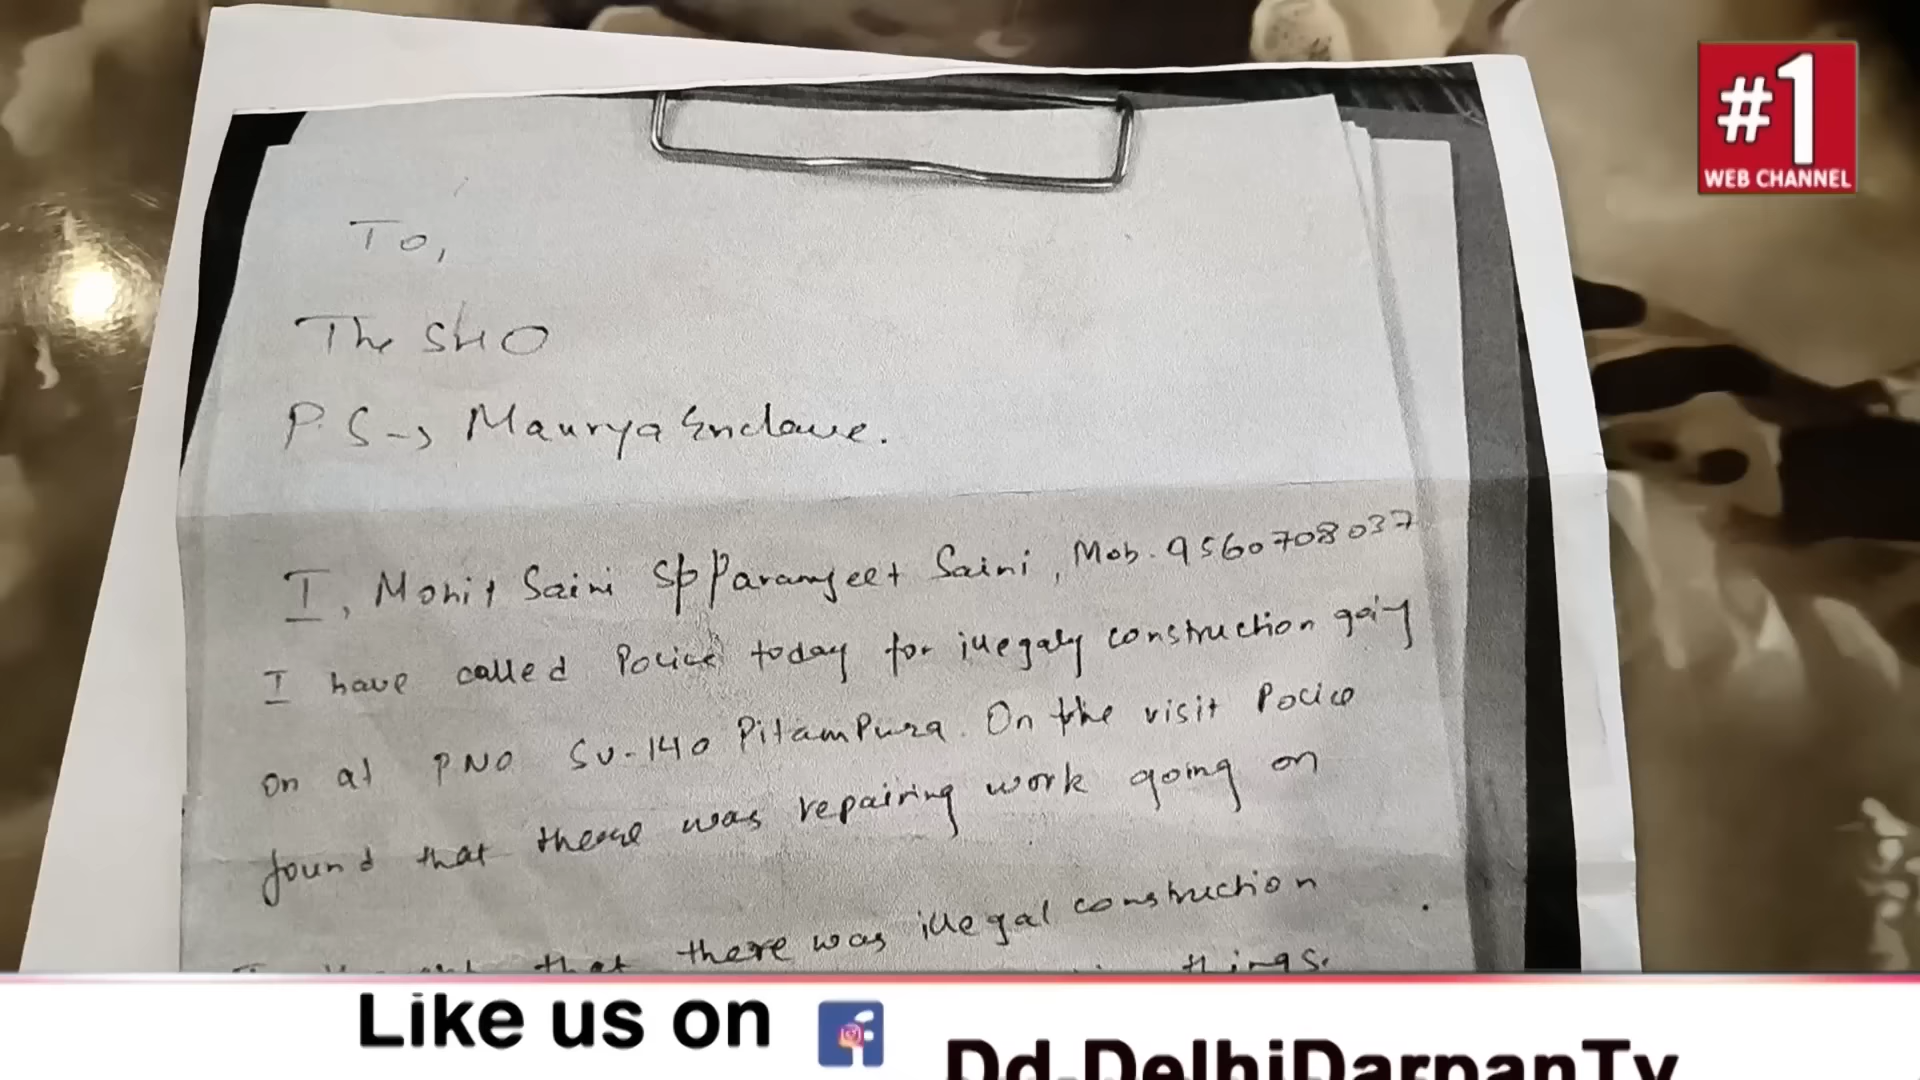 #1
WEB CHANNEL
To,
The SHO
P.S→ Maurya Enclave.
I, Mohit Saini S/o Paramjeet Saini, Mob. 9560708037
I have called Police today for illegaly construction going
on at PNO SU-140 PitamPura. On the visit Police
found that there was repairing work going on
that there was illegal construction
things.
Like us on
Dd-DelhiDarpanTv